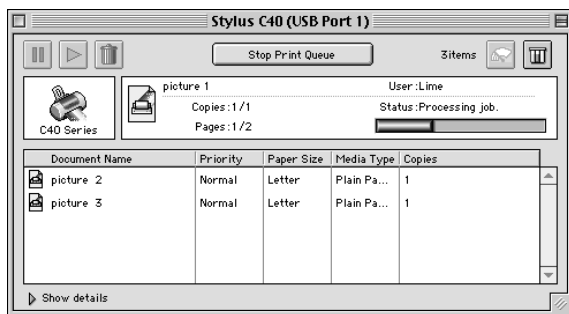 Stylus C40 (USB Port 1)
Stop Print Queue
3items
C40 Series
picture 1
User:Lime
Copies:1/1
Status:Processing job.
Pages:1/2
Document Name Priority Paper Size Media Type Copies
picture 2 Normal Letter Plain Pa... 1
picture 3 Normal Letter Plain Pa... 1
Show details